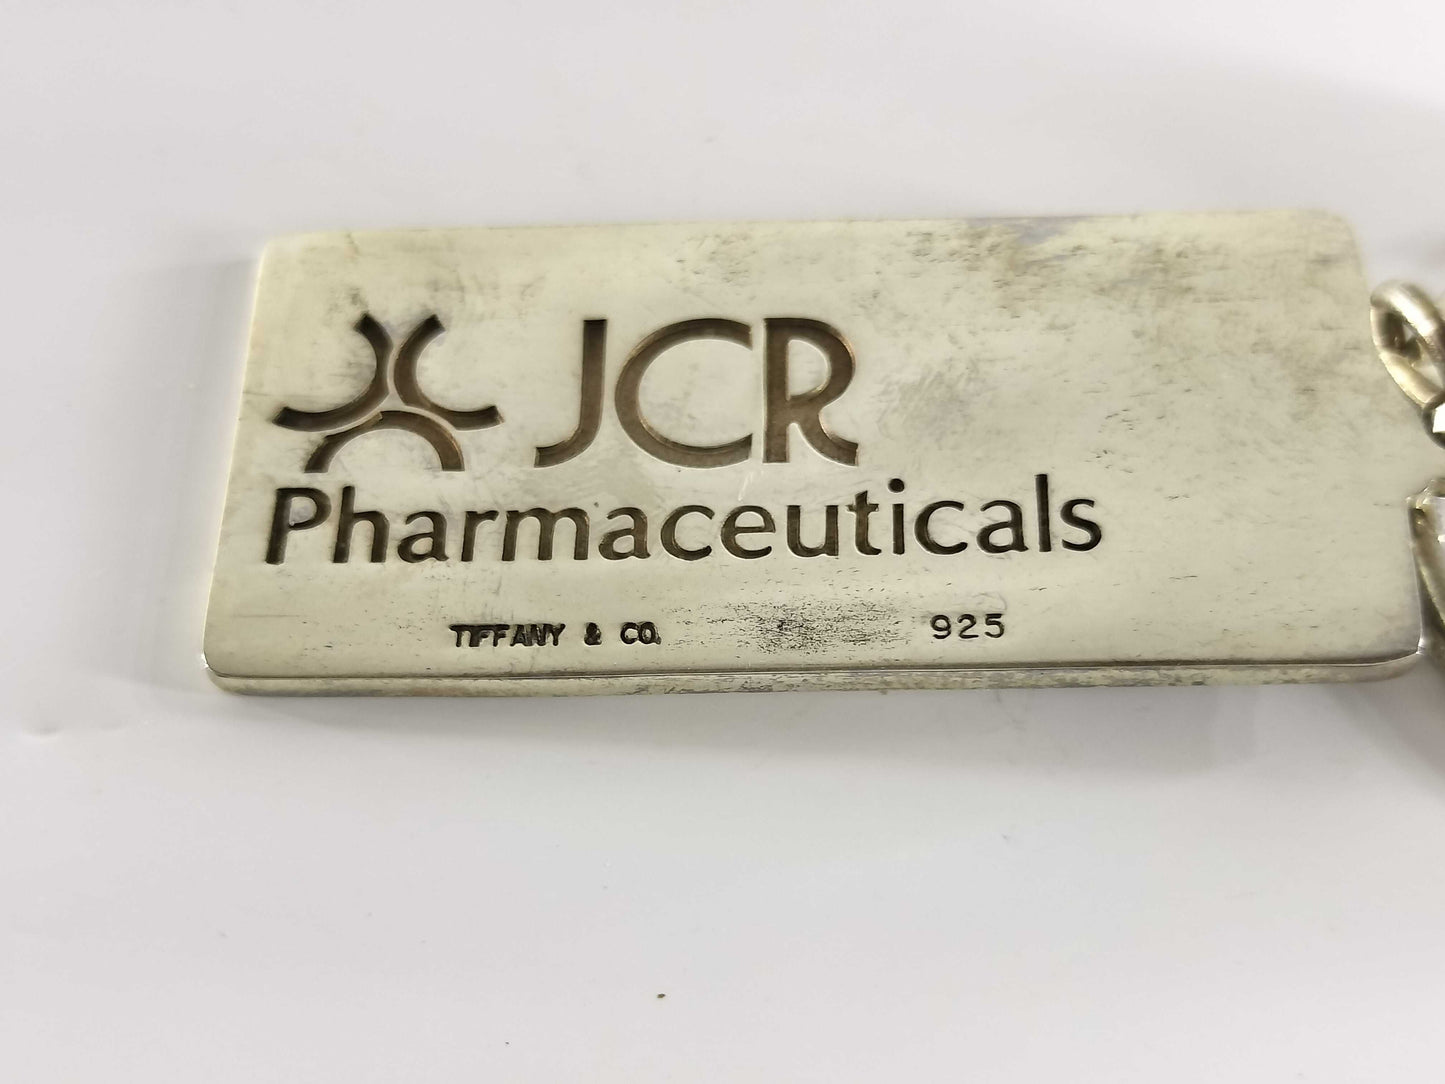 JCR
Pharmaceuticals
TIFFANY & CO. 925